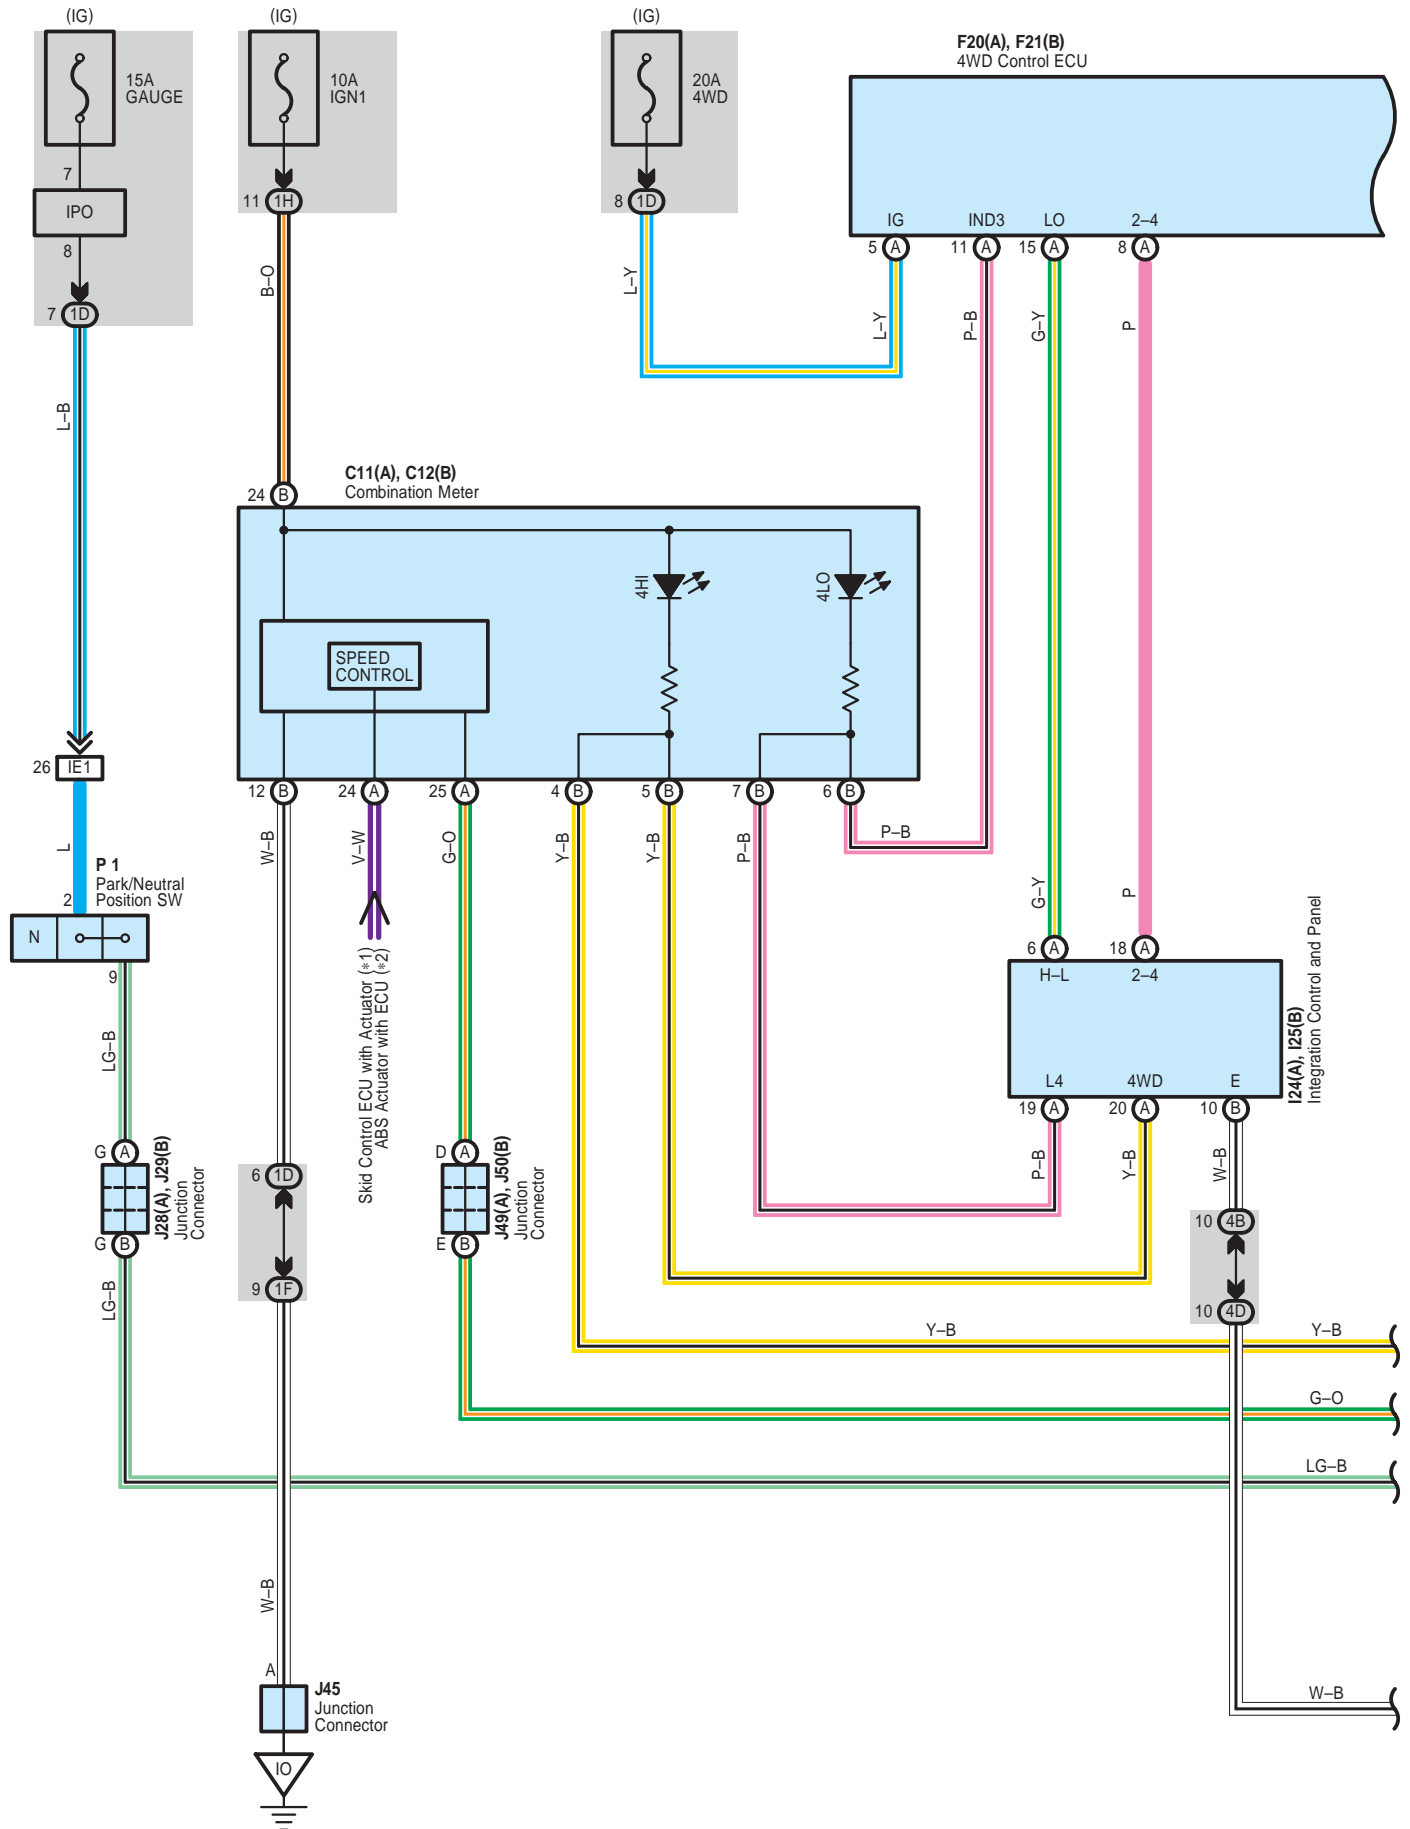 (IG)
(IG)
(IG)
15A
GAUGE
10A
IGN1
20A
4WD
F20(A), F21(B)
4WD Control ECU
7
IPO
8
11 1H
8 1D
IG
IND3
LO
2–4
5 A
11 A
15 A
8 A
7 1D
B–O
L–Y
L–Y
P–B
G–Y
P
L–B
C11(A), C12(B)
Combination Meter
24 B
4HI
4LO
SPEED
CONTROL
26 IE1
12 B
24 A
25 A
4 B
5 B
7 B
6 B
L
W–B
V–W
G–O
Y–B
Y–B
P–B
P–B
P 1
Park/Neutral
Position SW
2
N
9
G–Y
P
6 A
18 A
H–L
2–4
L4
4WD
E
I24(A), I25(B)
Integration Control and Panel
19 A
20 A
10 B
Skid Control ECU with Actuator (*1)
ABS Actuator with ECU (*2)
LG–B
G A
J28(A), J29(B)
Junction
Connector
G B
6 1D
9 1F
D A
J49(A), J50(B)
Junction
Connector
E B
P–B
Y–B
W–B
10 4B
10 4D
LG–B
Y–B
Y–B
G–O
LG–B
W–B
W–B
A
J45
Junction
Connector
IO